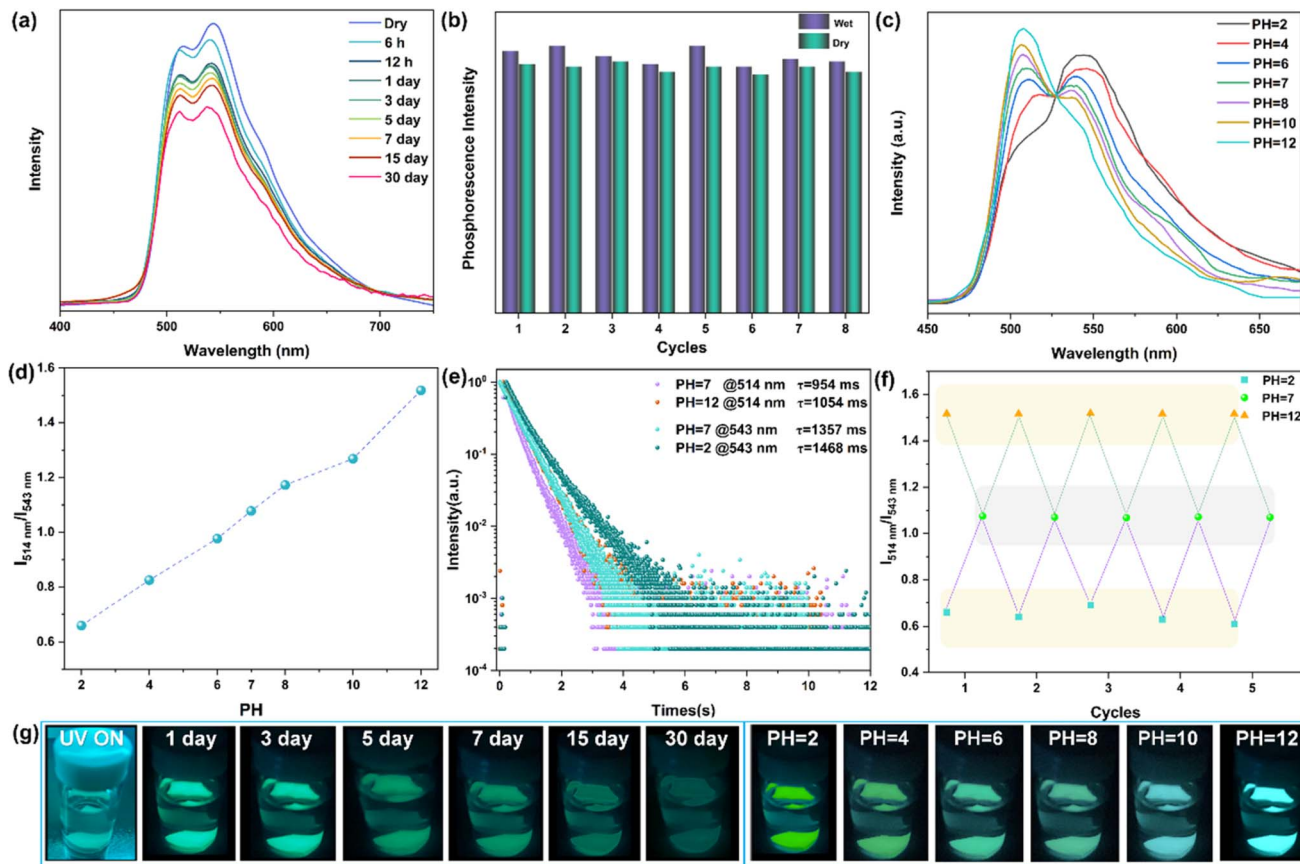 (a)
Dry
6 h
12 h
1 day
3 day
5 day
7 day
15 day
30 day
Intensity
400 500 600 700
Wavelength (nm)
(b)
Wet
Dry
Phosphorescence Intensity
1 2 3 4 5 6 7 8
Cycles
(c)
PH=2
PH=4
PH=6
PH=7
PH=8
PH=10
PH=12
Intensity (a.u.)
450 500 550 600 650
Wavelength (nm)
(d)
1.6
1.4
1.2
1.0
0.8
0.6
I514 nm/I543 nm
2 4 6 7 8 10 12
PH
(e)
10^0
10^-1
10^-2
10^-3
10^-4
Intensity(a.u.)
PH=7 @514 nm τ=954 ms
PH=12 @514 nm τ=1054 ms
PH=7 @543 nm τ=1357 ms
PH=2 @543 nm τ=1468 ms
0 2 4 6 8 10 12
Times(s)
(f)
PH=2
PH=7
PH=12
1.6
1.4
1.2
1.0
0.8
0.6
0.4
I514 nm/I543 nm
1 2 3 4 5
Cycles
(g)
UV ON 1 day 3 day 5 day 7 day 15 day 30 day PH=2 PH=4 PH=6 PH=8 PH=10 PH=12